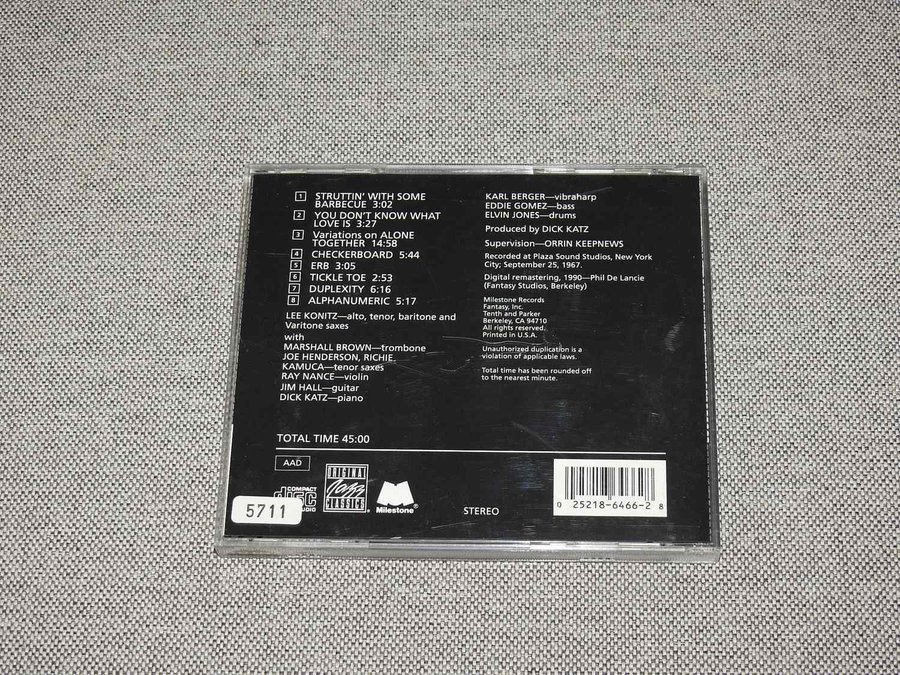 1 STRUTTIN' WITH SOME
BARBECUE 3:02
2 YOU DON'T KNOW WHAT
LOVE IS 3:27
3 Variations on ALONE
TOGETHER 14:58
4 CHECKERBOARD 5:44
5 ERB 3:05
6 TICKLE TOE 2:53
7 DUPLEXITY 6:16
8 ALPHANUMERIC 5:17
LEE KONITZ—alto, tenor, baritone and
Varitone saxes
with
MARSHALL BROWN—trombone
JOE HENDERSON, RICHIE
KAMUCA—tenor saxes
RAY NANCE—violin
JIM HALL—guitar
DICK KATZ—piano
KARL BERGER—vibraharp
EDDIE GOMEZ—bass
ELVIN JONES—drums
Produced by DICK KATZ
Supervision—ORRIN KEEPNEWS
Recorded at Plaza Sound Studios, New York
City; September 25, 1967.
Digital remastering, 1990—Phil De Lancie
(Fantasy Studios, Berkeley)
Milestone Records
Fantasy, Inc.
Tenth and Parker
Berkeley, CA 94710
All rights reserved.
Printed in U.S.A.
Unauthorized duplication is a
violation of applicable laws.
Total time has been rounded off
to the nearest minute.
TOTAL TIME 45:00
AAD
COMPACT
disc
5711
ORIGINAL
Jazz
CLASSICS
Milestone®
STEREO
0 25218-6466-2 8